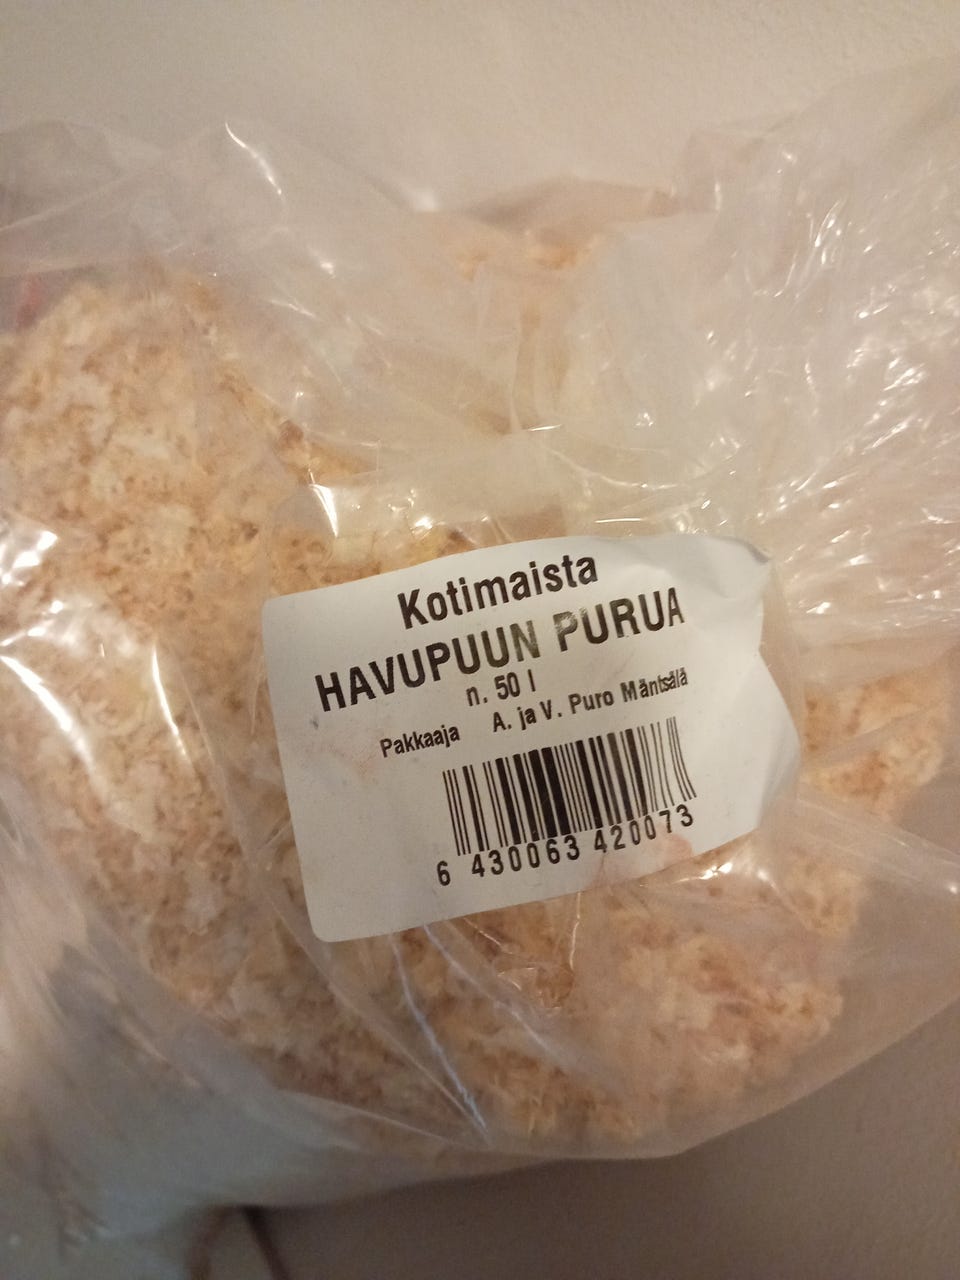 Kotimaista
HAVUPUUN PURUA
n. 50 l
Pakkaaja A. ja V. Puro Mäntsälä
6 430063 420073